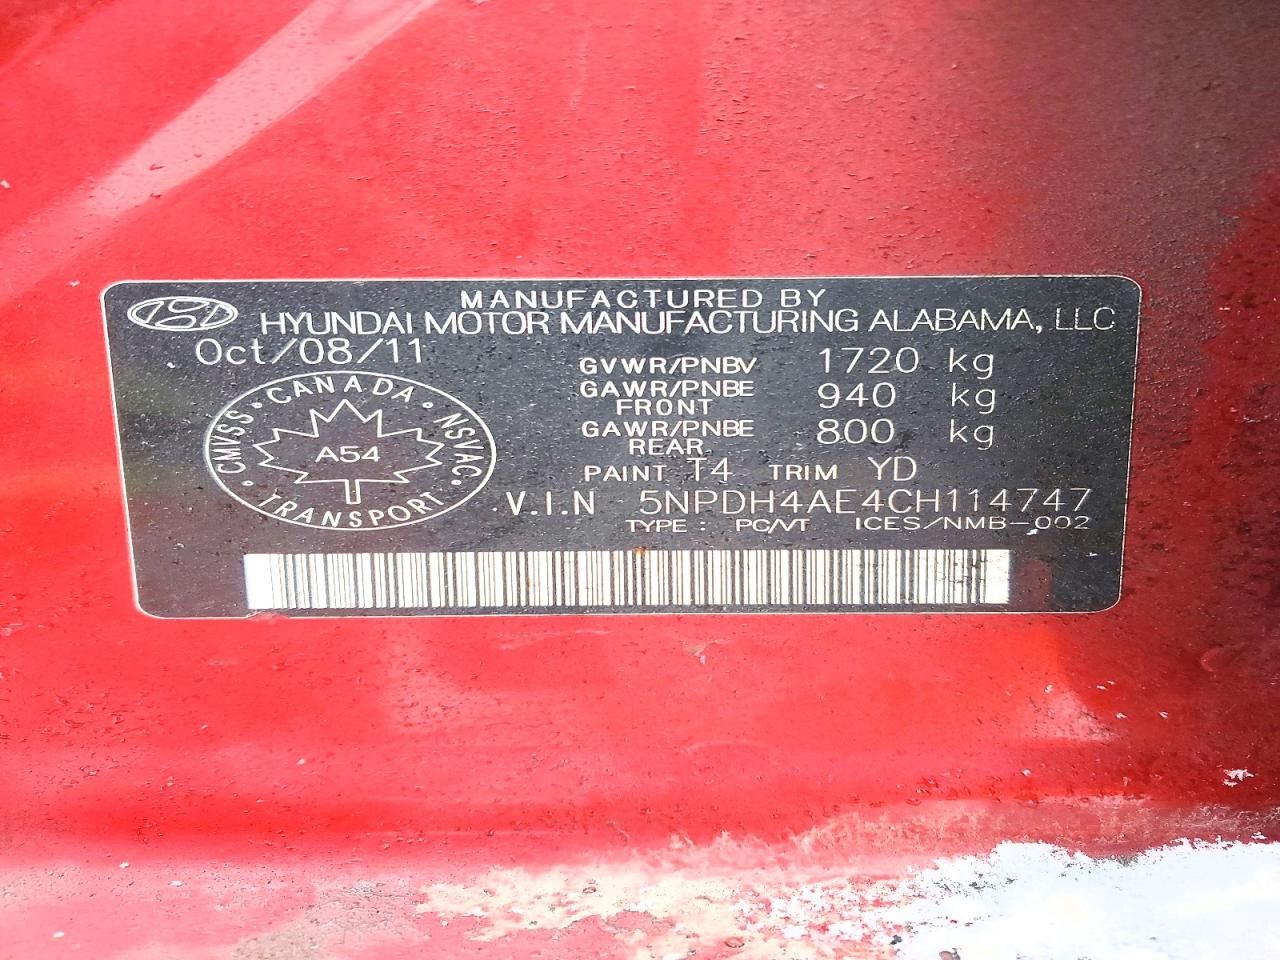 MANUFACTURED BY
HYUNDAI MOTOR MANUFACTURING ALABAMA, LLC
Oct/08/11
GVWR/PNBV 1720 kg
GAWR/PNBE FRONT 940 kg
GAWR/PNBE REAR 800 kg
PAINT T4 TRIM YD
V.I.N 5NPDH4AE4CH114747
TYPE : PC/VT ICES/NMB-002
CANADA · NSVAC · TRANSPORT · CMVSS ·
A54